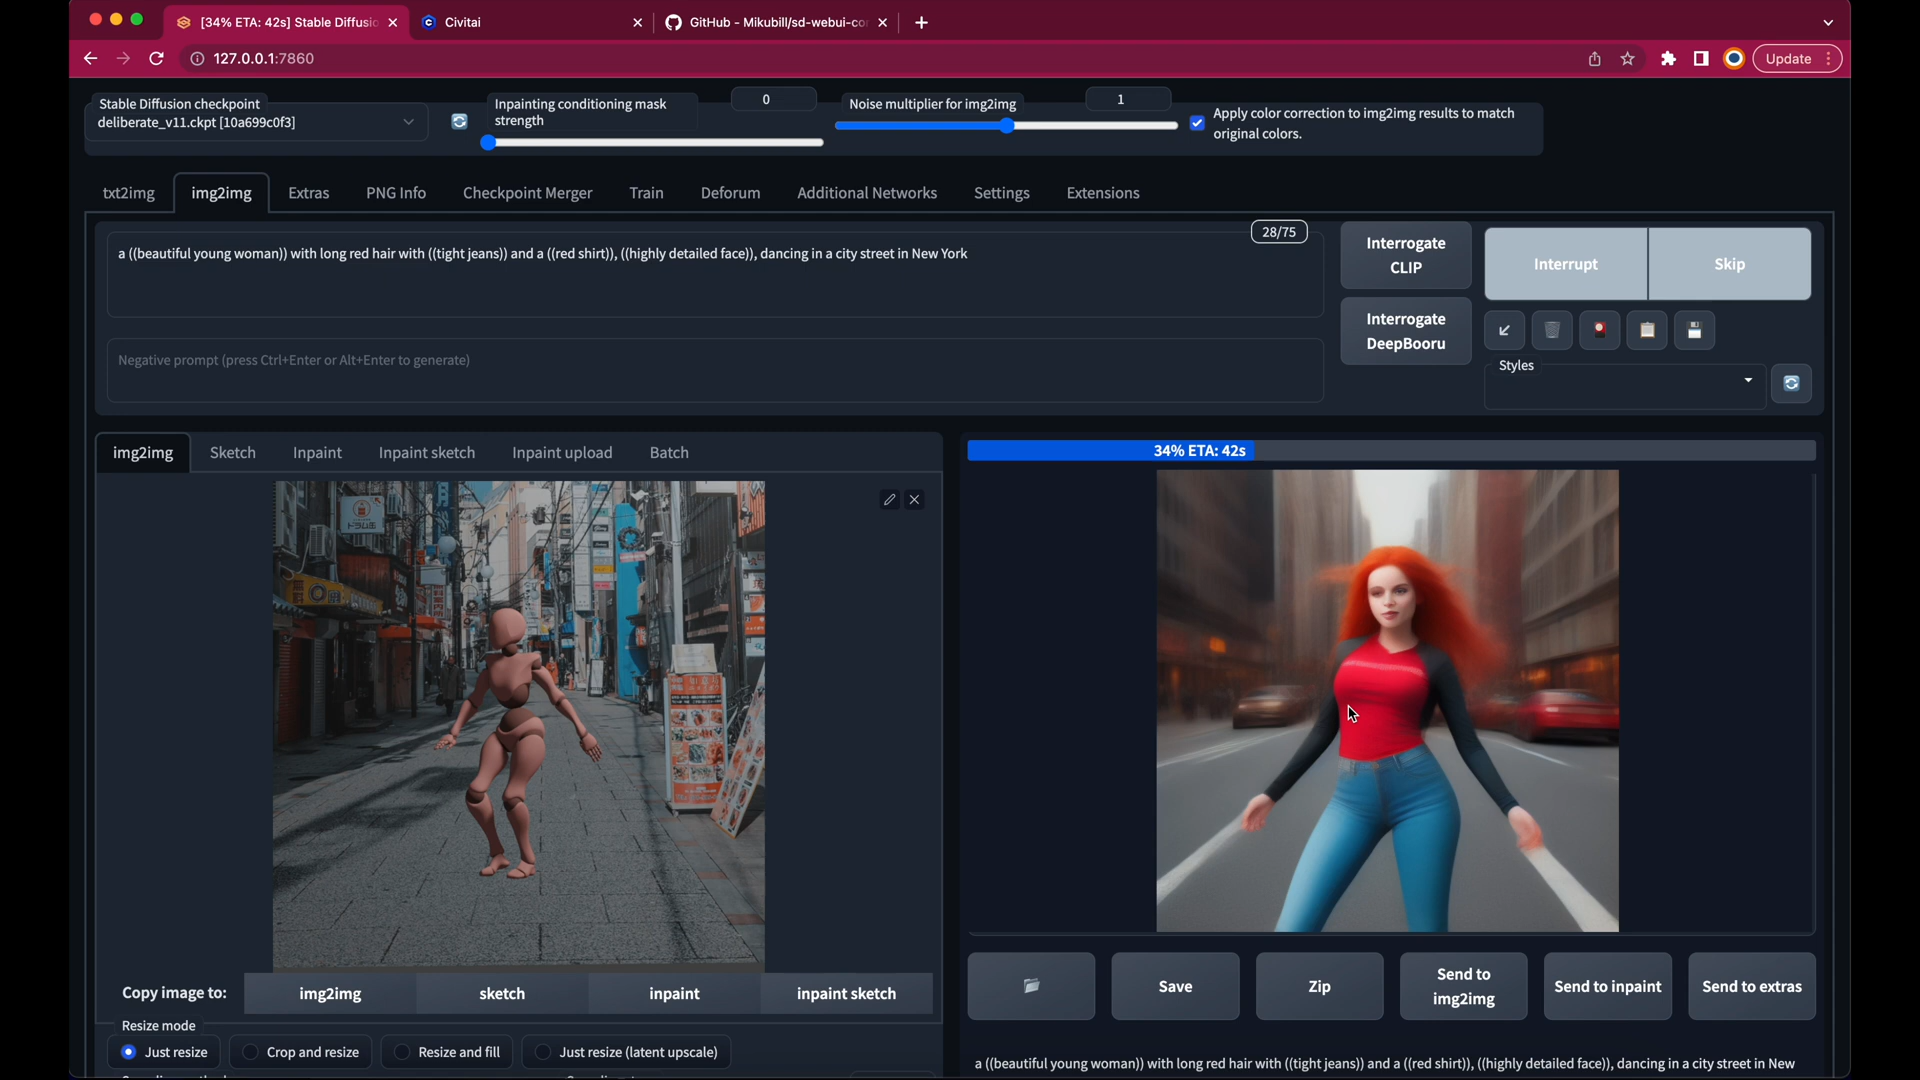 [34% ETA: 42s] Stable Diffusio
Civitai
GitHub - Mikubill/sd-webui-co
127.0.0.1:7860
Update
Stable Diffusion checkpoint
deliberate_v11.ckpt [10a699c0f3]
Inpainting conditioning mask
strength
0
Noise multiplier for img2img
1
Apply color correction to img2img results to match
original colors.
txt2img
img2img
Extras
PNG Info
Checkpoint Merger
Train
Deforum
Additional Networks
Settings
Extensions
28/75
a ((beautiful young woman)) with long red hair with ((tight jeans)) and a ((red shirt)), ((highly detailed face)), dancing in a city street in New York
Negative prompt (press Ctrl+Enter or Alt+Enter to generate)
Interrogate
CLIP
Interrogate
DeepBooru
Interrupt
Skip
Styles
img2img
Sketch
Inpaint
Inpaint sketch
Inpaint upload
Batch
34% ETA: 42s
ドラム缶
Copy image to:
img2img
sketch
inpaint
inpaint sketch
Resize mode
Just resize
Crop and resize
Resize and fill
Just resize (latent upscale)
Save
Zip
Send to
img2img
Send to inpaint
Send to extras
a ((beautiful young woman)) with long red hair with ((tight jeans)) and a ((red shirt)), ((highly detailed face)), dancing in a city street in New